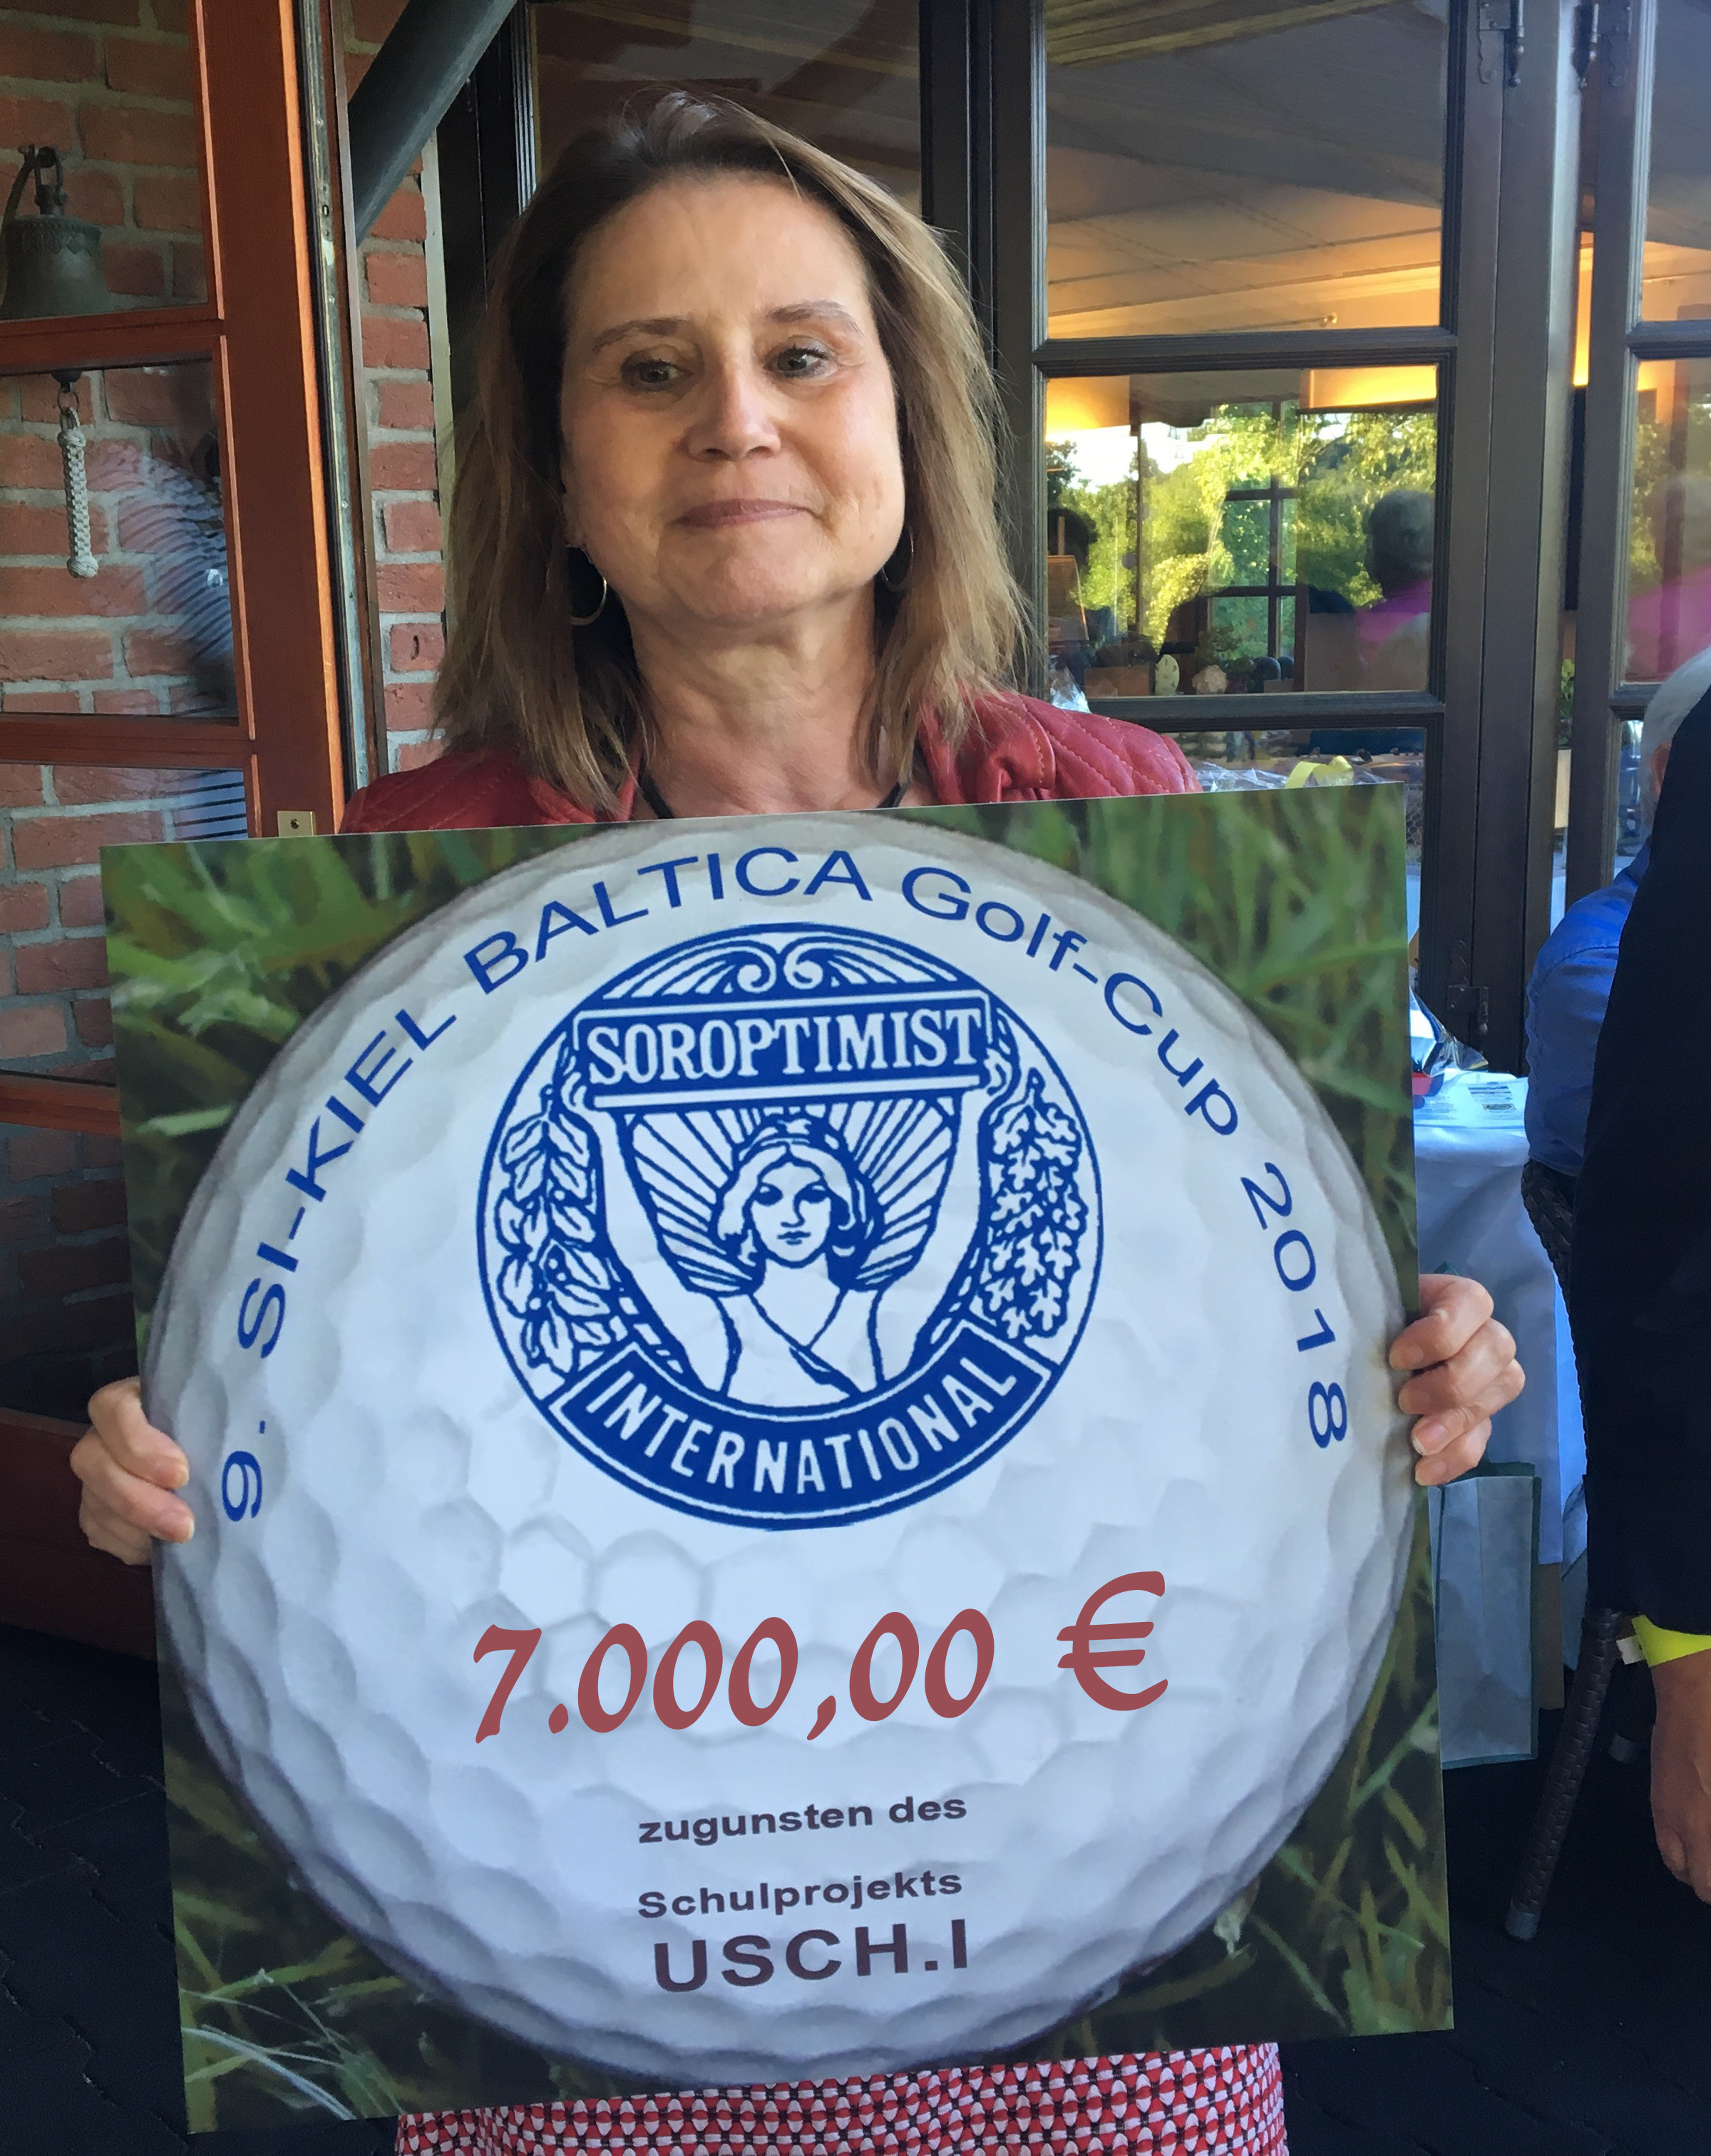 9. SI-KIEL BALTICA Golf-Cup 2018
SOROPTIMIST
INTERNATIONAL
7.000,00 €
zugunsten des
Schulprojekts
USCH.I